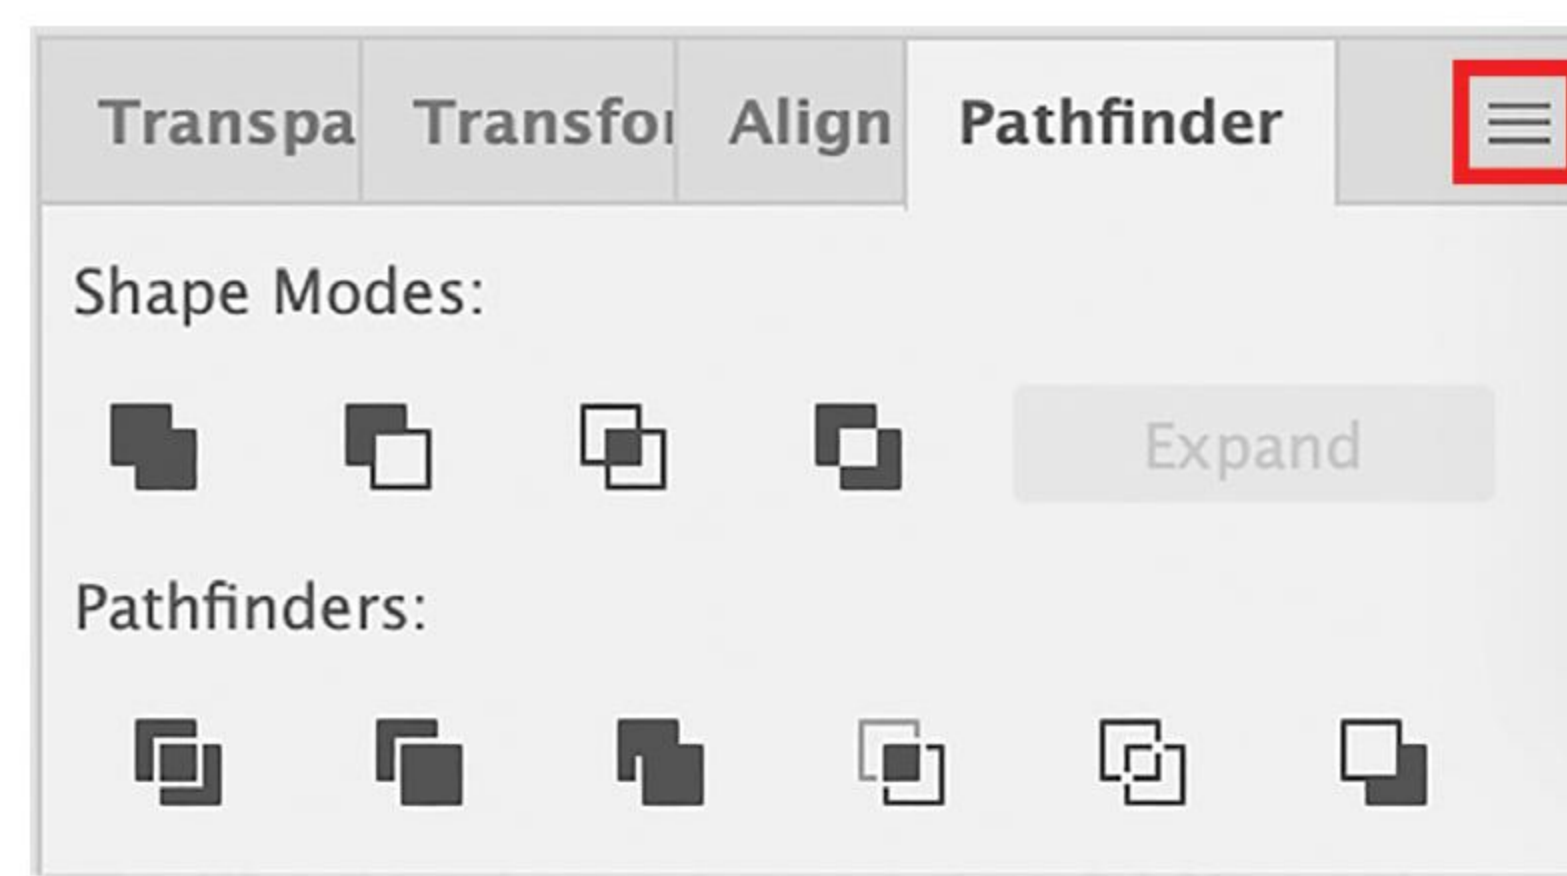 Transpa Transfor Align Pathfinder
Shape Modes:
Expand
Pathfinders: